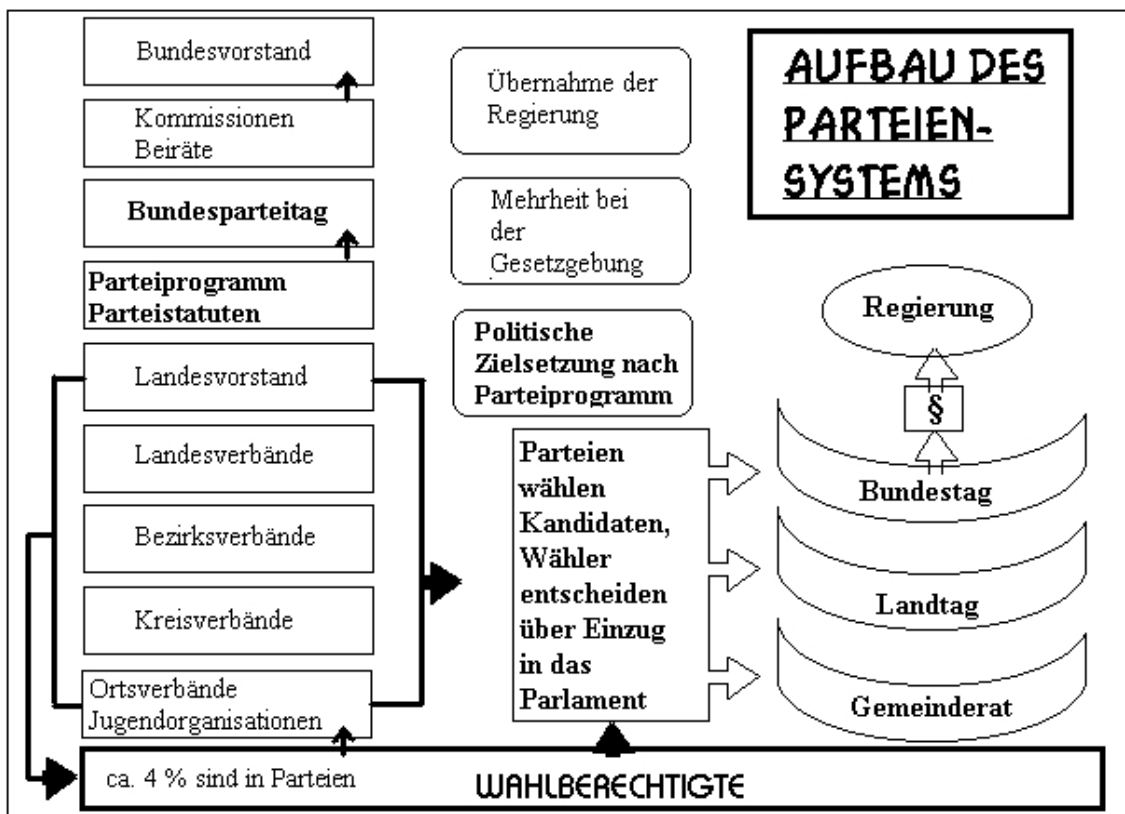 Bundesvorstand
Kommissionen
Beiräte
Bundesparteitag
Parteiprogramm
Parteistatuten
Landesvorstand
Landesverbände
Bezirksverbände
Kreisverbände
Ortsverbände
Jugendorganisationen
ca. 4 % sind in Parteien
WAHLBERECHTIGTE
Übernahme der
Regierung
Mehrheit bei
der
Gesetzgebung
Politische
Zielsetzung nach
Parteiprogramm
Parteien
wählen
Kandidaten,
Wähler
entscheiden
über Einzug
in das
Parlament
AUFBAU DES
PARTEIEN-
SYSTEMS
Regierung
§
Bundestag
Landtag
Gemeinderat